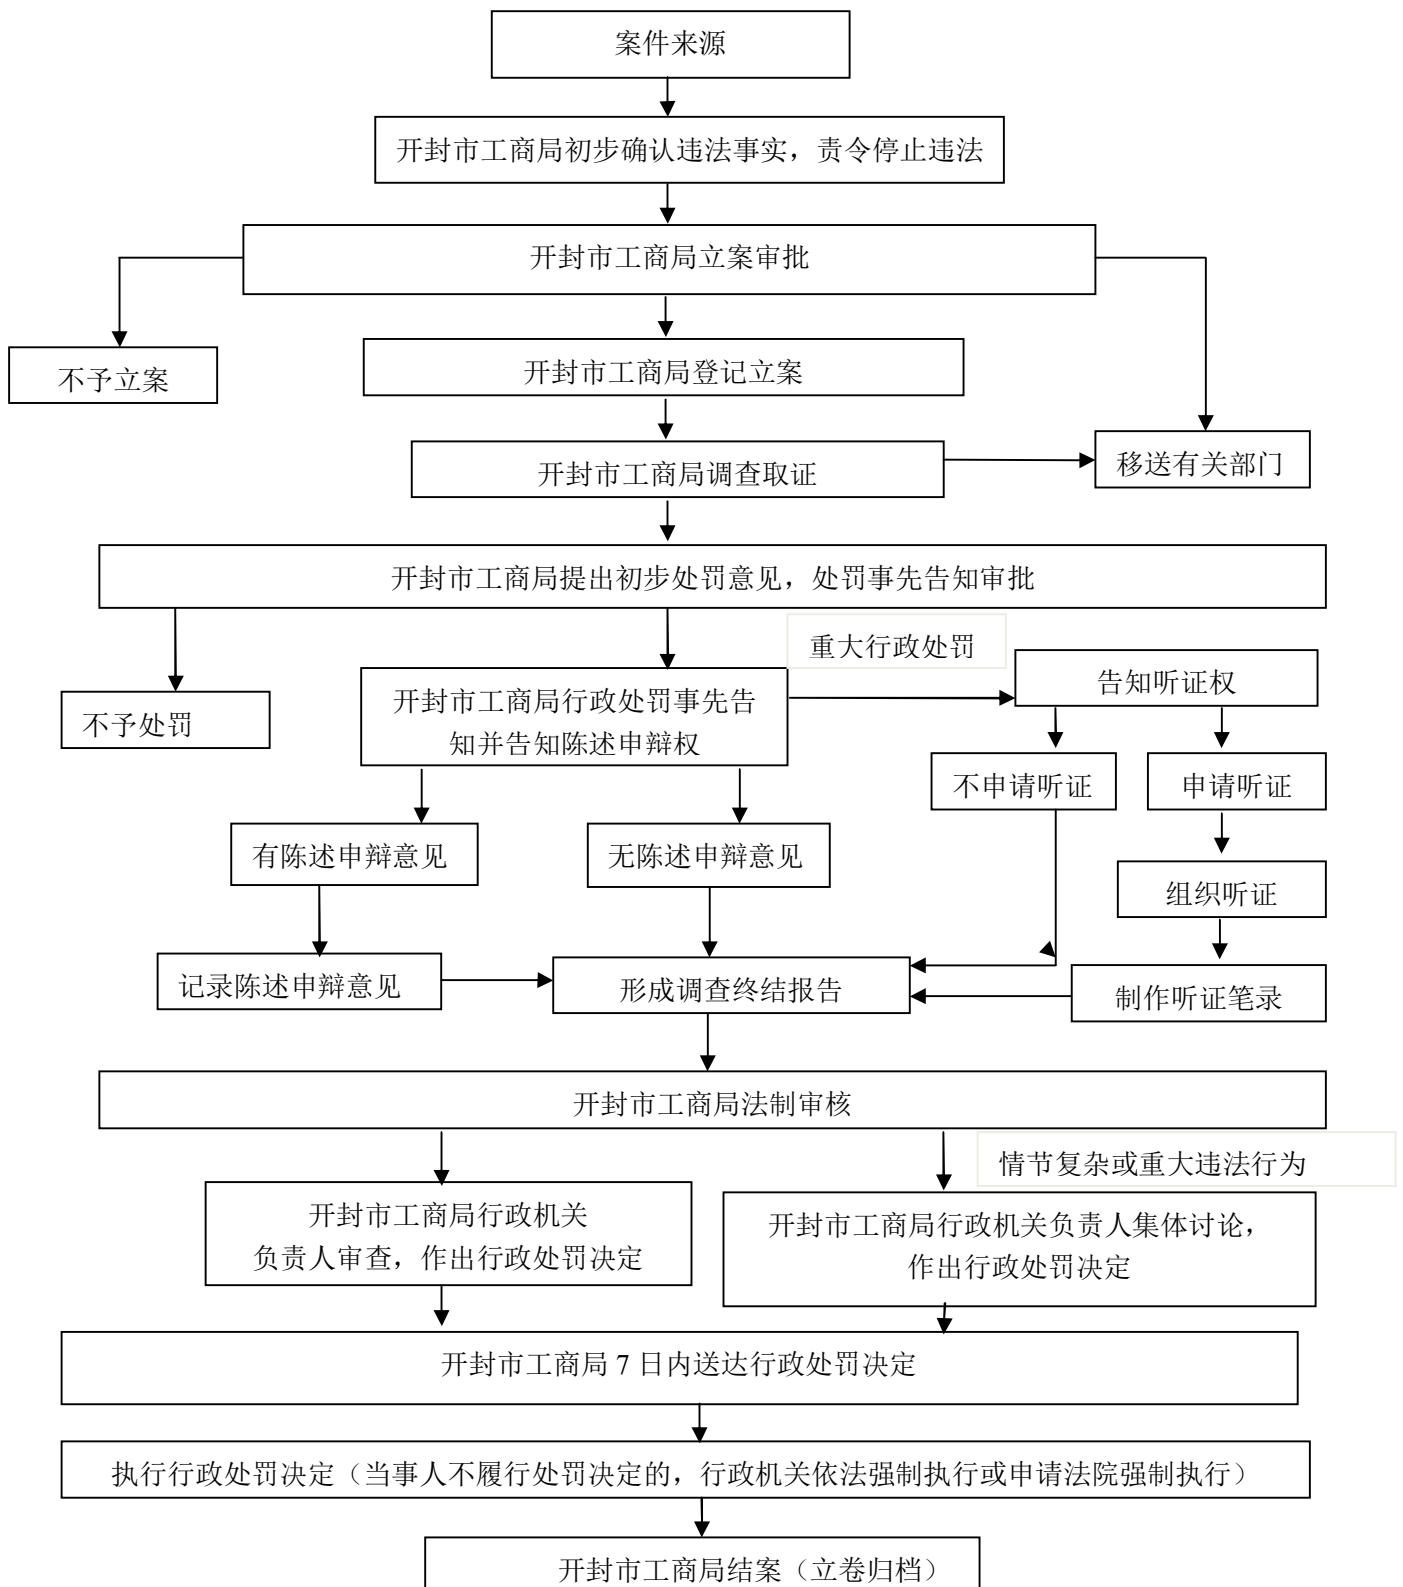 案件来源
开封市工商局初步确认违法事实，责令停止违法
开封市工商局立案审批
不予立案
开封市工商局登记立案
开封市工商局调查取证
移送有关部门
开封市工商局提出初步处罚意见，处罚事先告知审批
重大行政处罚
告知听证权
不予处罚
开封市工商局行政处罚事先告
知并告知陈述申辩权
不申请听证
申请听证
有陈述申辩意见
无陈述申辩意见
组织听证
记录陈述申辩意见
形成调查终结报告
制作听证笔录
开封市工商局法制审核
情节复杂或重大违法行为
开封市工商局行政机关
负责人审查，作出行政处罚决定
开封市工商局行政机关负责人集体讨论，
作出行政处罚决定
开封市工商局 7 日内送达行政处罚决定
执行行政处罚决定（当事人不履行处罚决定的，行政机关依法强制执行或申请法院强制执行）
开封市工商局结案（立卷归档）